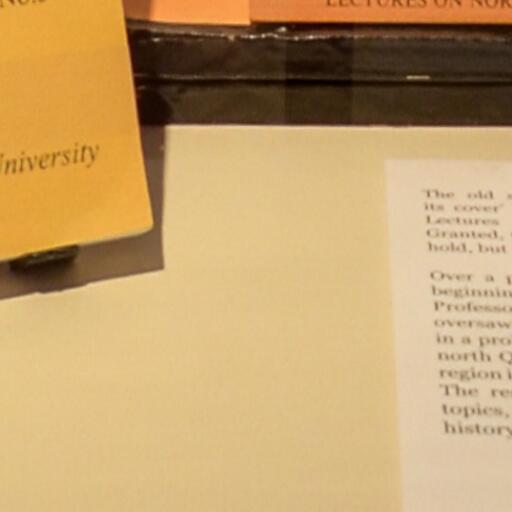 No.3
University
LECTURES ON NOR
The old
its cover'
Lectures
Granted,
hold, but
Over a p
beginnin
Professo
oversaw
in a pro
north Q
region i
The re
topics,
history